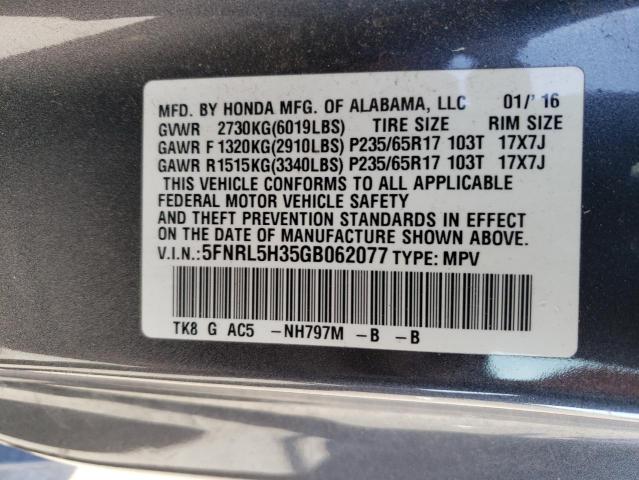 MFD. BY HONDA MFG. OF ALABAMA, LLC 01/'16
GVWR 2730KG(6019LBS) TIRE SIZE RIM SIZE
GAWR F1320KG(2910LBS)P235/65R17 103T 17X7J
GAWR R1515KG(3340LBS)P235/65R17 103T 17X7J
THIS VEHICLE CONFORMS TO ALL APPLICABLE
FEDERAL MOTOR VEHICLE SAFETY
AND THEFT PREVENTION STANDARDS IN EFFECT
ON THE DATE OF MANUFACTURE SHOWN ABOVE.
V.I.N.:5FNRL5H35GB062077 TYPE: MPV
TK8 G AC5 -NH797M -B -B